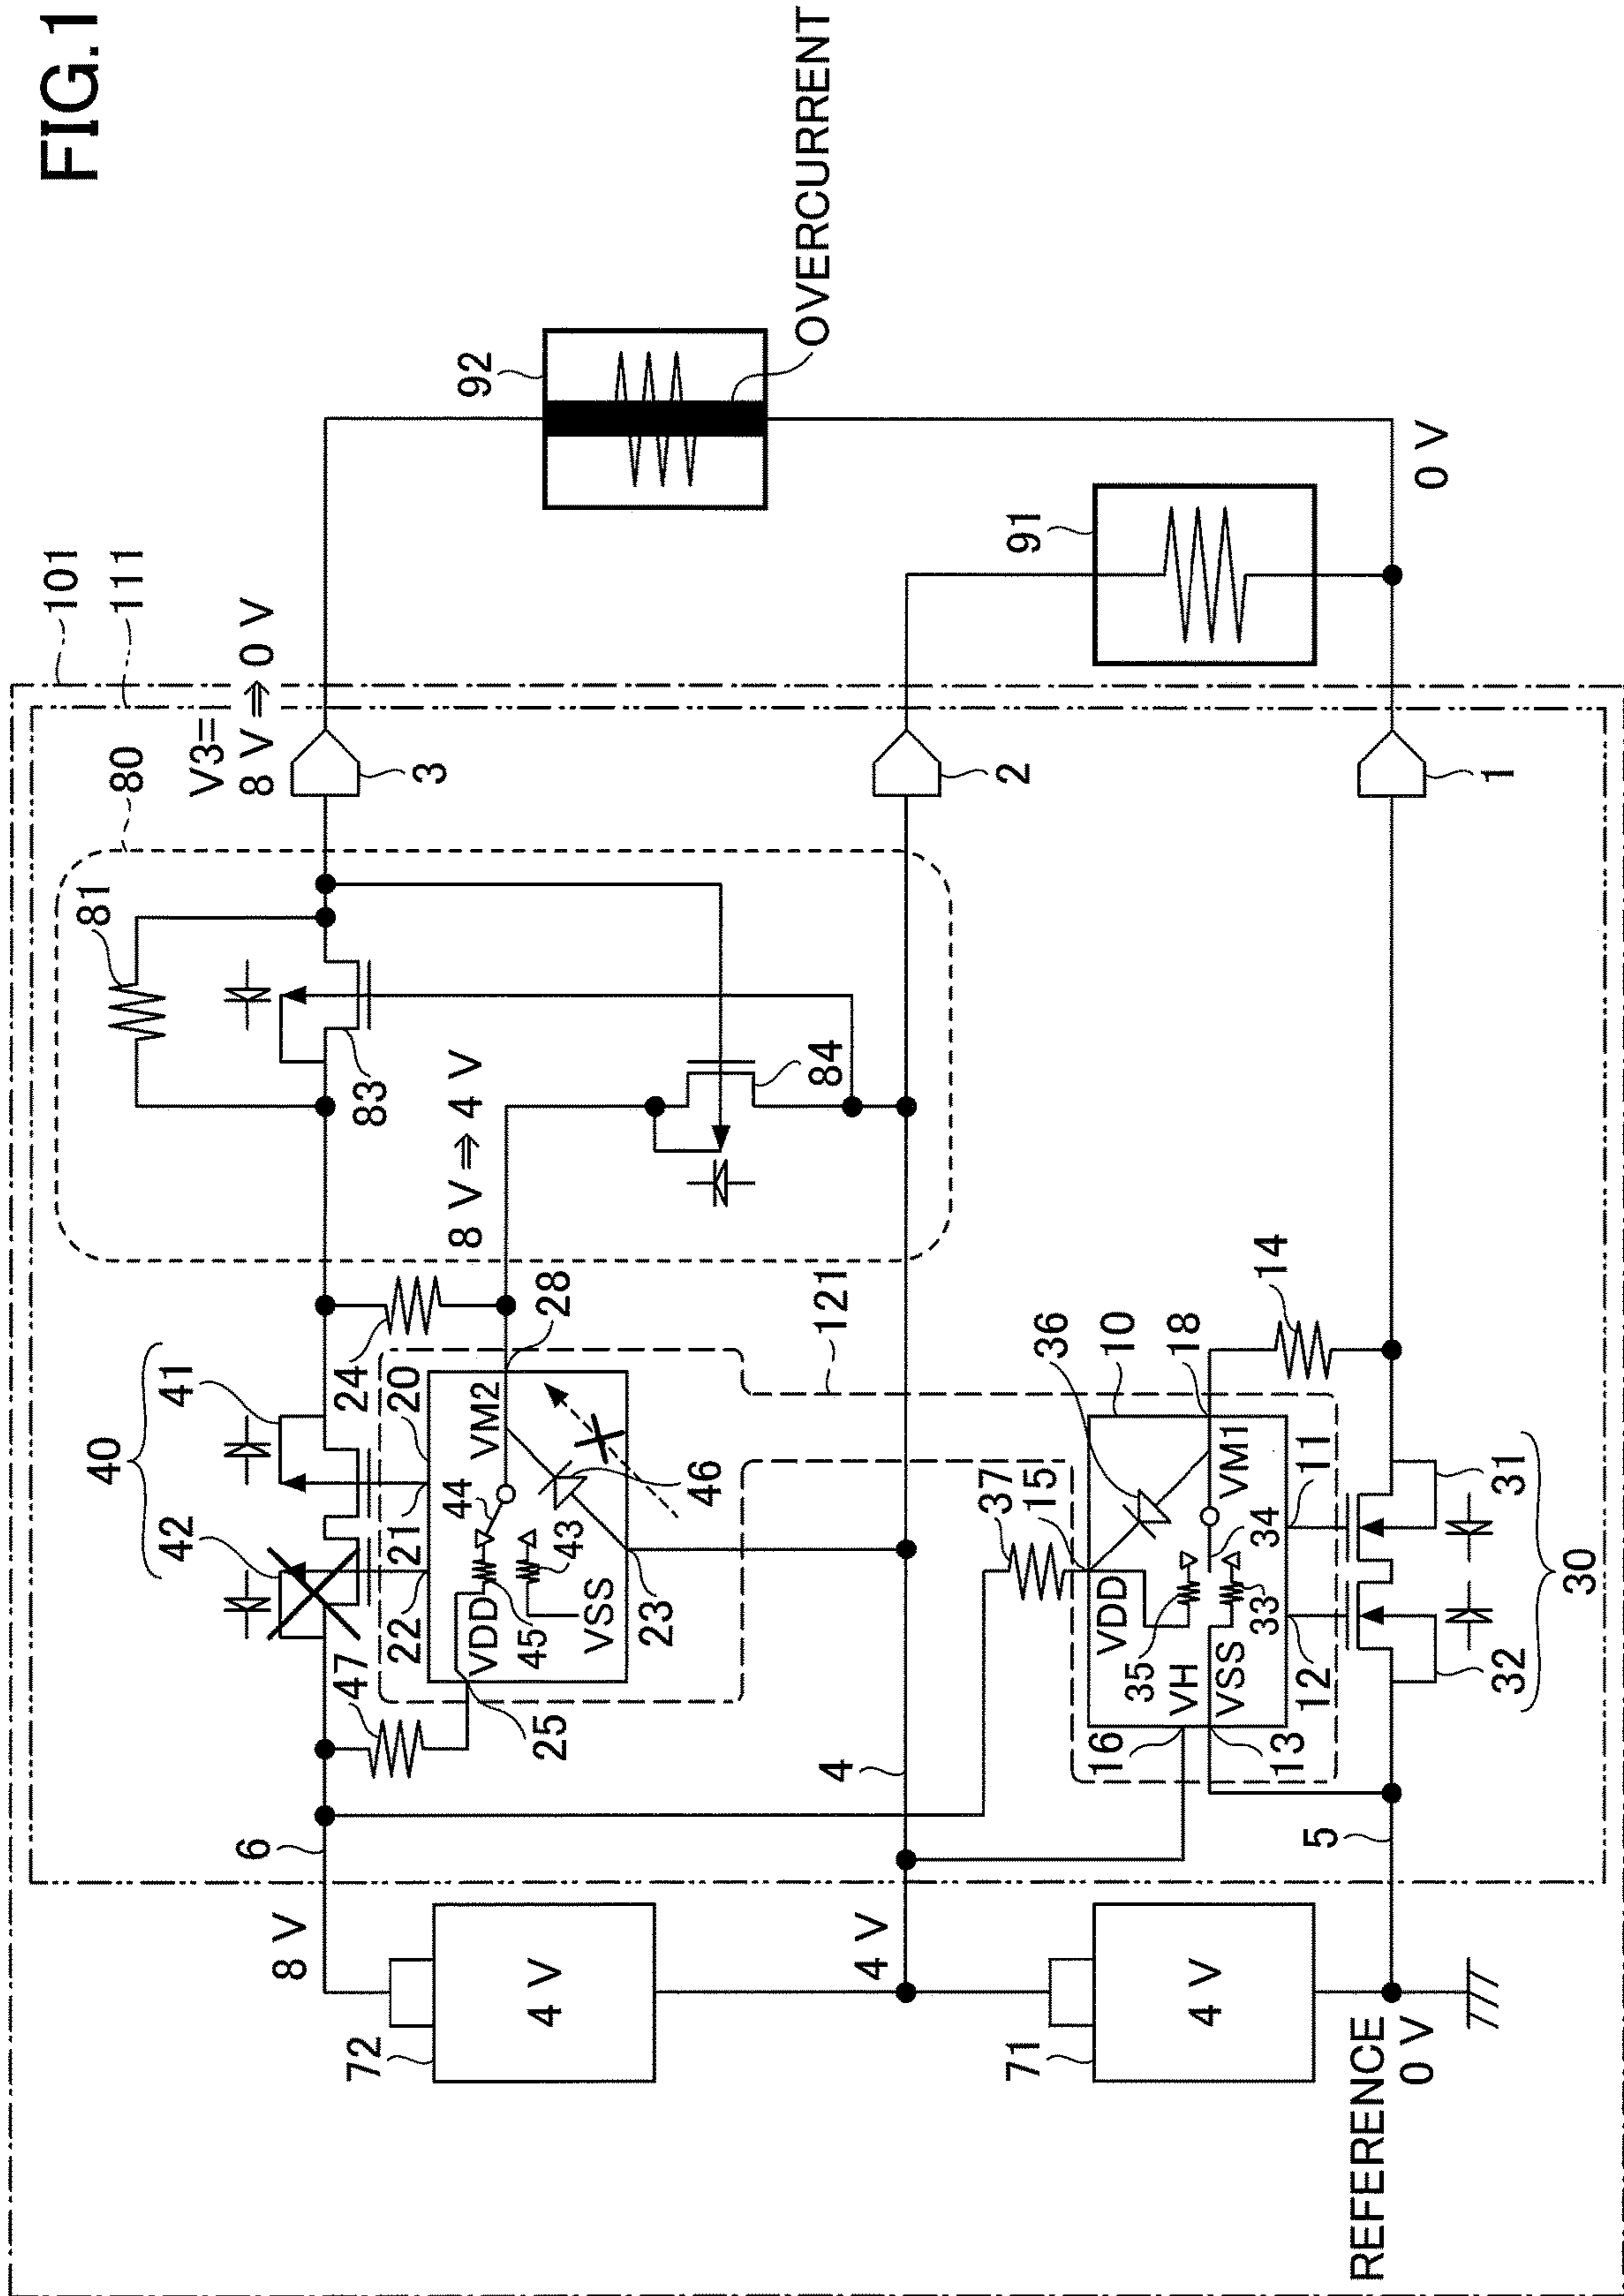 FIG.1
101
111
80
V3=
8 V⇒0 V
81
83
3
92
OVERCURRENT
40
42
41
24
8 V⇒4 V
84
6
47
22
21
20
28
VDD
44
VM2
45
43
46
VSS
25
23
8 V
72
4 V
4 V
4
2
121
37
15
36
10
18
14
91
VDD
35
VH
VSS
33
34
VM1
16
13
12
11
71
4 V
5
32
31
30
1
0 V
REFERENCE
0 V